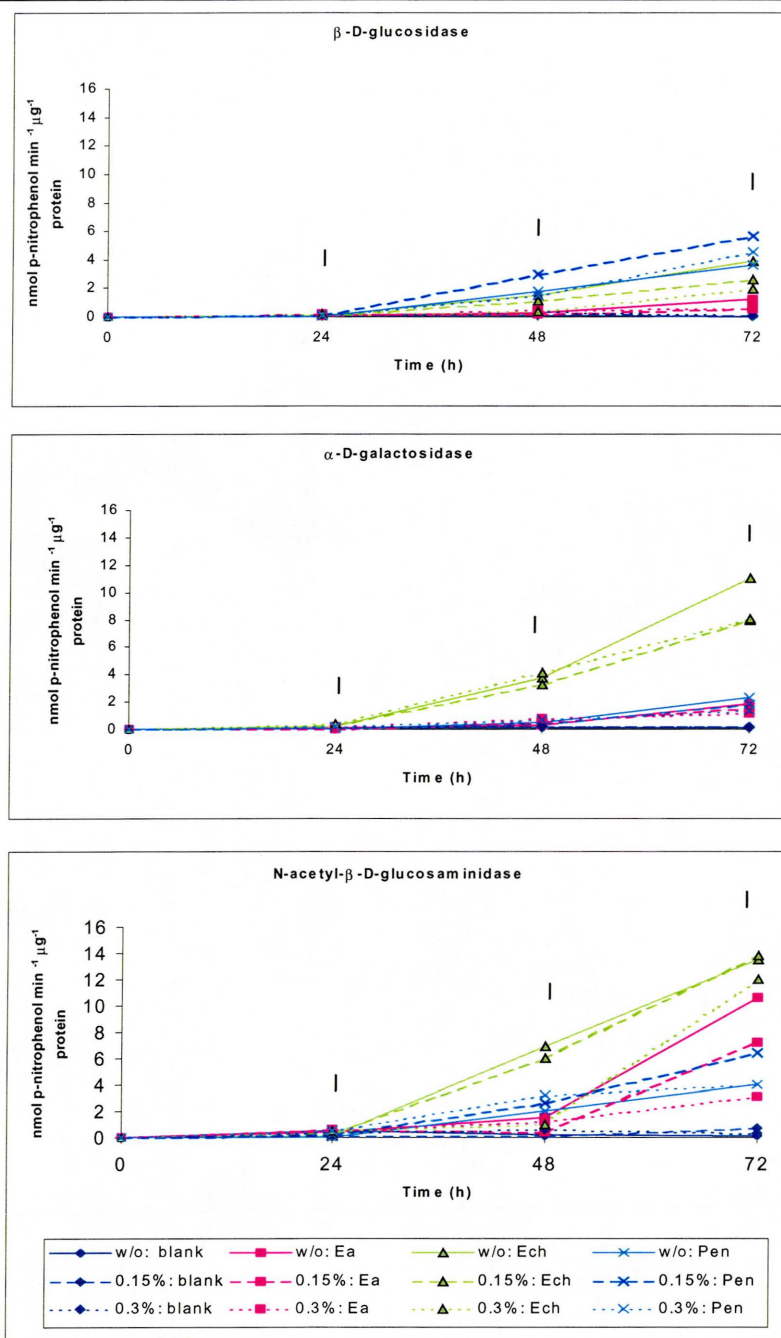 β-D-glucosidase
nmol p-nitrophenol min -1 µg-1
protein
16
14
12
10
8
6
4
2
0
0 24 48 72
Time (h)
α-D-galactosidase
nmol p-nitrophenol min -1 µg-1
protein
16
14
12
10
8
6
4
2
0
0 24 48 72
Time (h)
N-acetyl-β-D-glucosaminidase
nmol p-nitrophenol min -1 µg-1
protein
16
14
12
10
8
6
4
2
0
0 24 48 72
Time (h)
w/o: blank w/o: Ea w/o: Ech w/o: Pen
0.15%: blank 0.15%: Ea 0.15%: Ech 0.15%: Pen
0.3%: blank 0.3%: Ea 0.3%: Ech 0.3%: Pen